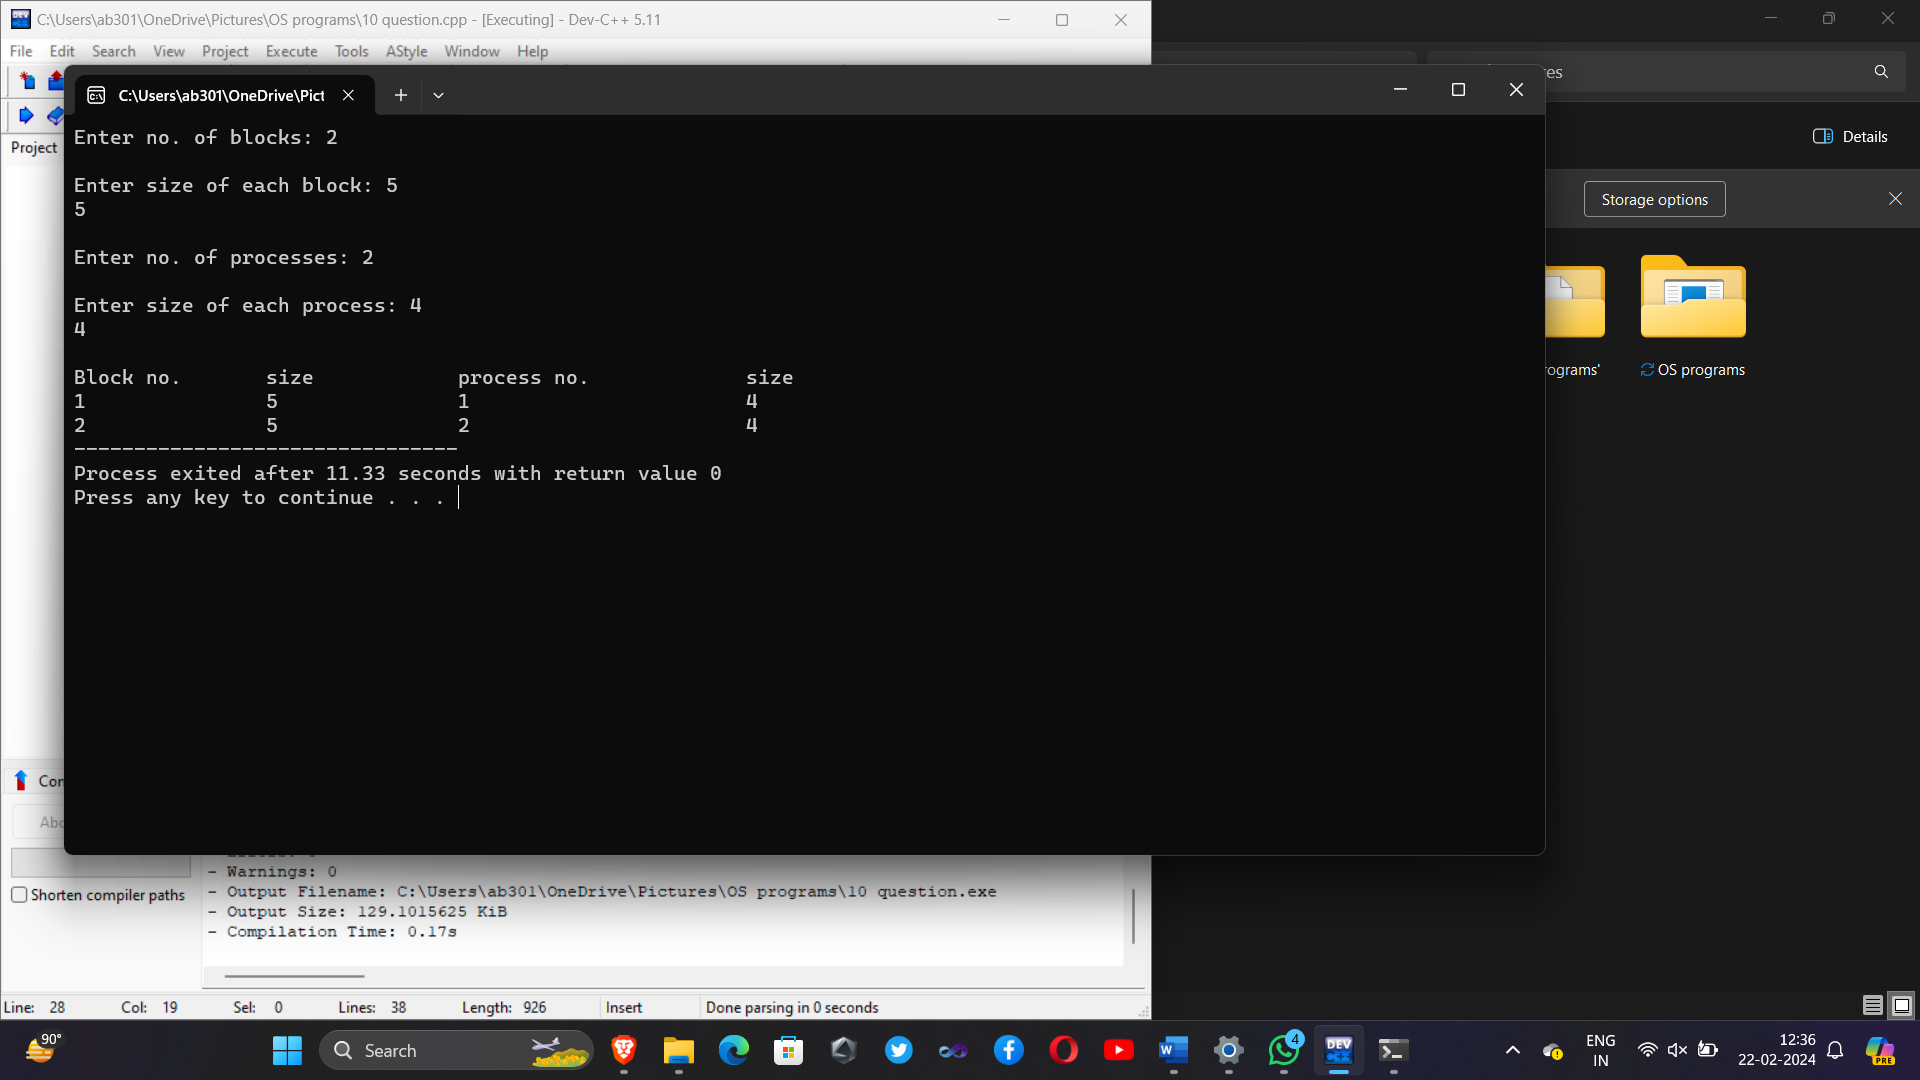 C:\Users\ab301\OneDrive\Pictures\OS programs\10 question.cpp - [Executing] - Dev-C++ 5.11
File Edit Search View Project Execute Tools AStyle Window Help
C:\Users\ab301\OneDrive\Pict
Project
Enter no. of blocks: 2
Enter size of each block: 5
5
Enter no. of processes: 2
Enter size of each process: 4
4
Block no. size process no. size
1 5 1 4
2 5 2 4
--------------------------------
Process exited after 11.33 seconds with return value 0
Press any key to continue . . .
Details
Storage options
ograms'
OS programs
Shorten compiler paths
- Warnings: 0
- Output Filename: C:\Users\ab301\OneDrive\Pictures\OS programs\10 question.exe
- Output Size: 129.1015625 KiB
- Compilation Time: 0.17s
Line: 28 Col: 19 Sel: 0 Lines: 38 Length: 926 Insert Done parsing in 0 seconds
90°
Search
4
DEV
C++
W
PRE
ENG
IN
12:36
22-02-2024